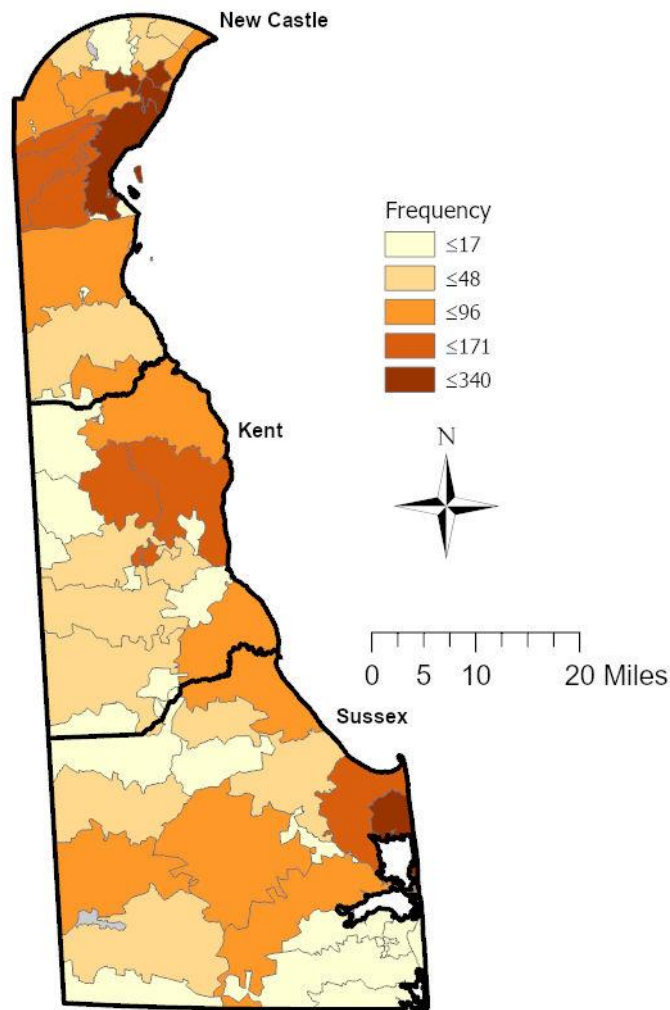 New Castle
Frequency
≤17
≤48
≤96
≤171
≤340
Kent
N
0 5 10 20 Miles
Sussex